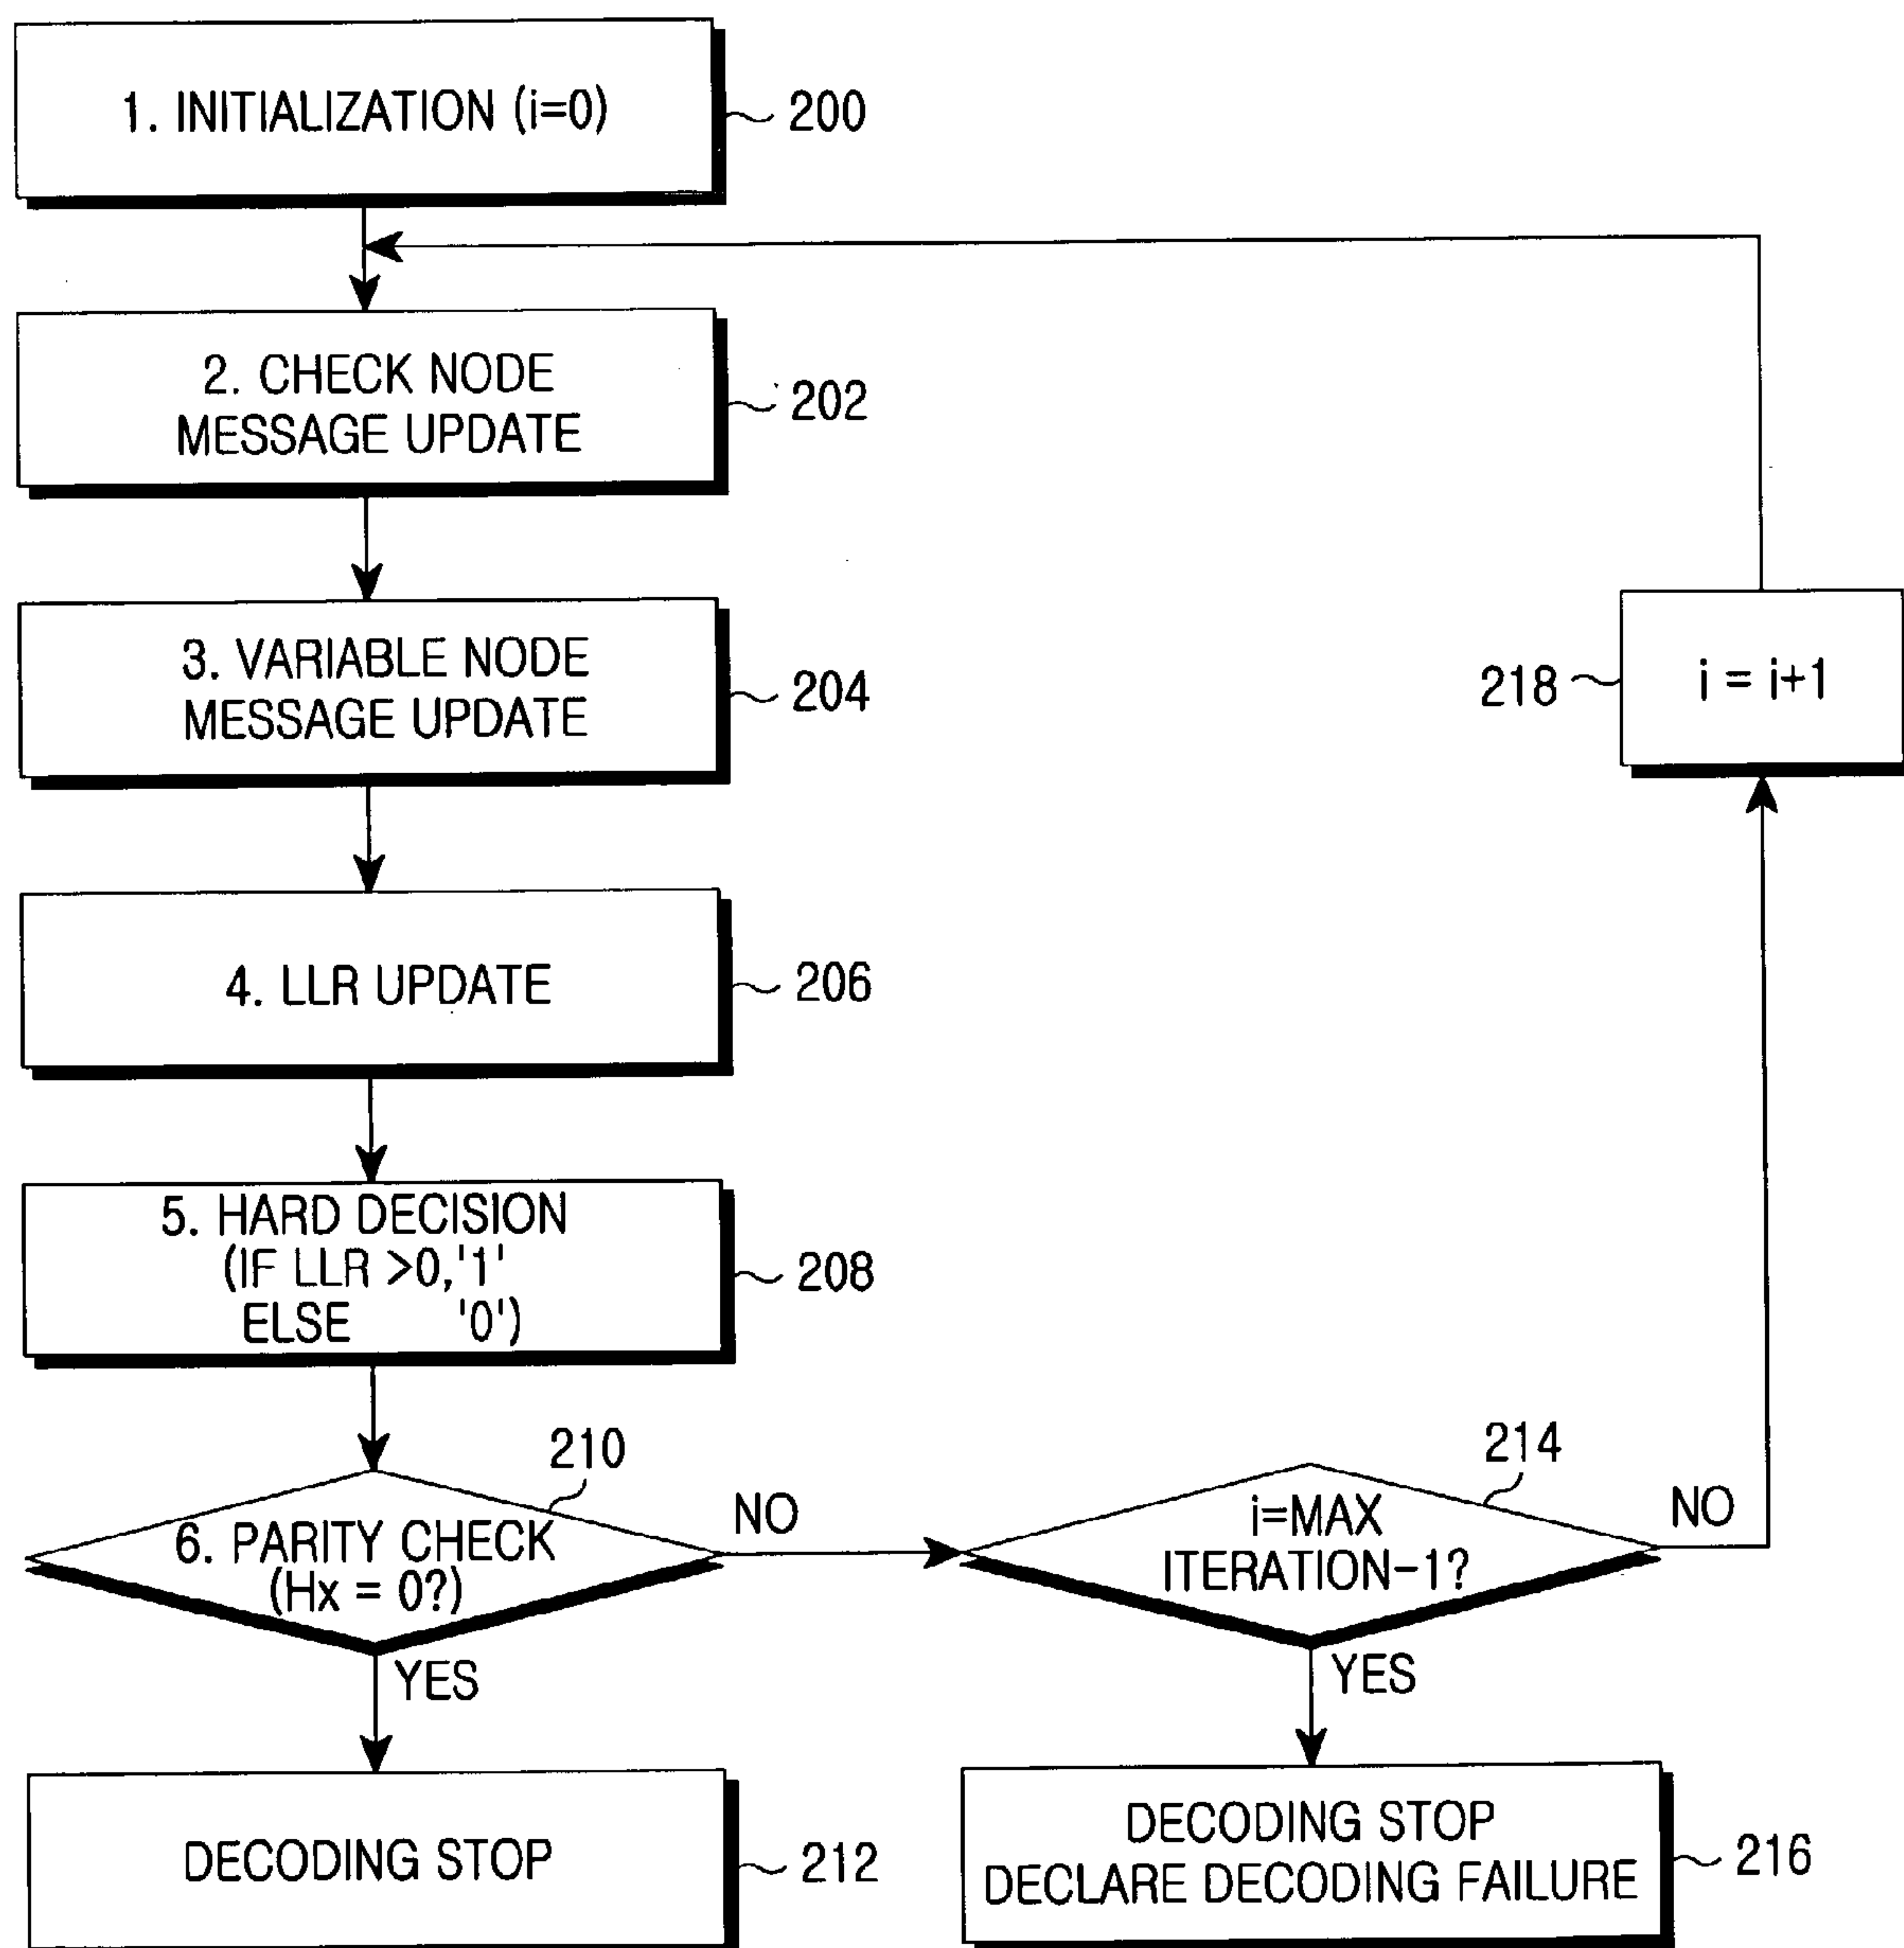 1. INITIALIZATION (i=0)
200
2. CHECK NODE
MESSAGE UPDATE
202
3. VARIABLE NODE
MESSAGE UPDATE
204
218
i = i+1
4. LLR UPDATE
206
5. HARD DECISION
(IF LLR >0,'1'
ELSE '0')
208
210
6. PARITY CHECK
(Hx = 0?)
NO
YES
214
i=MAX
ITERATION-1?
NO
YES
DECODING STOP
212
DECODING STOP
DECLARE DECODING FAILURE
216